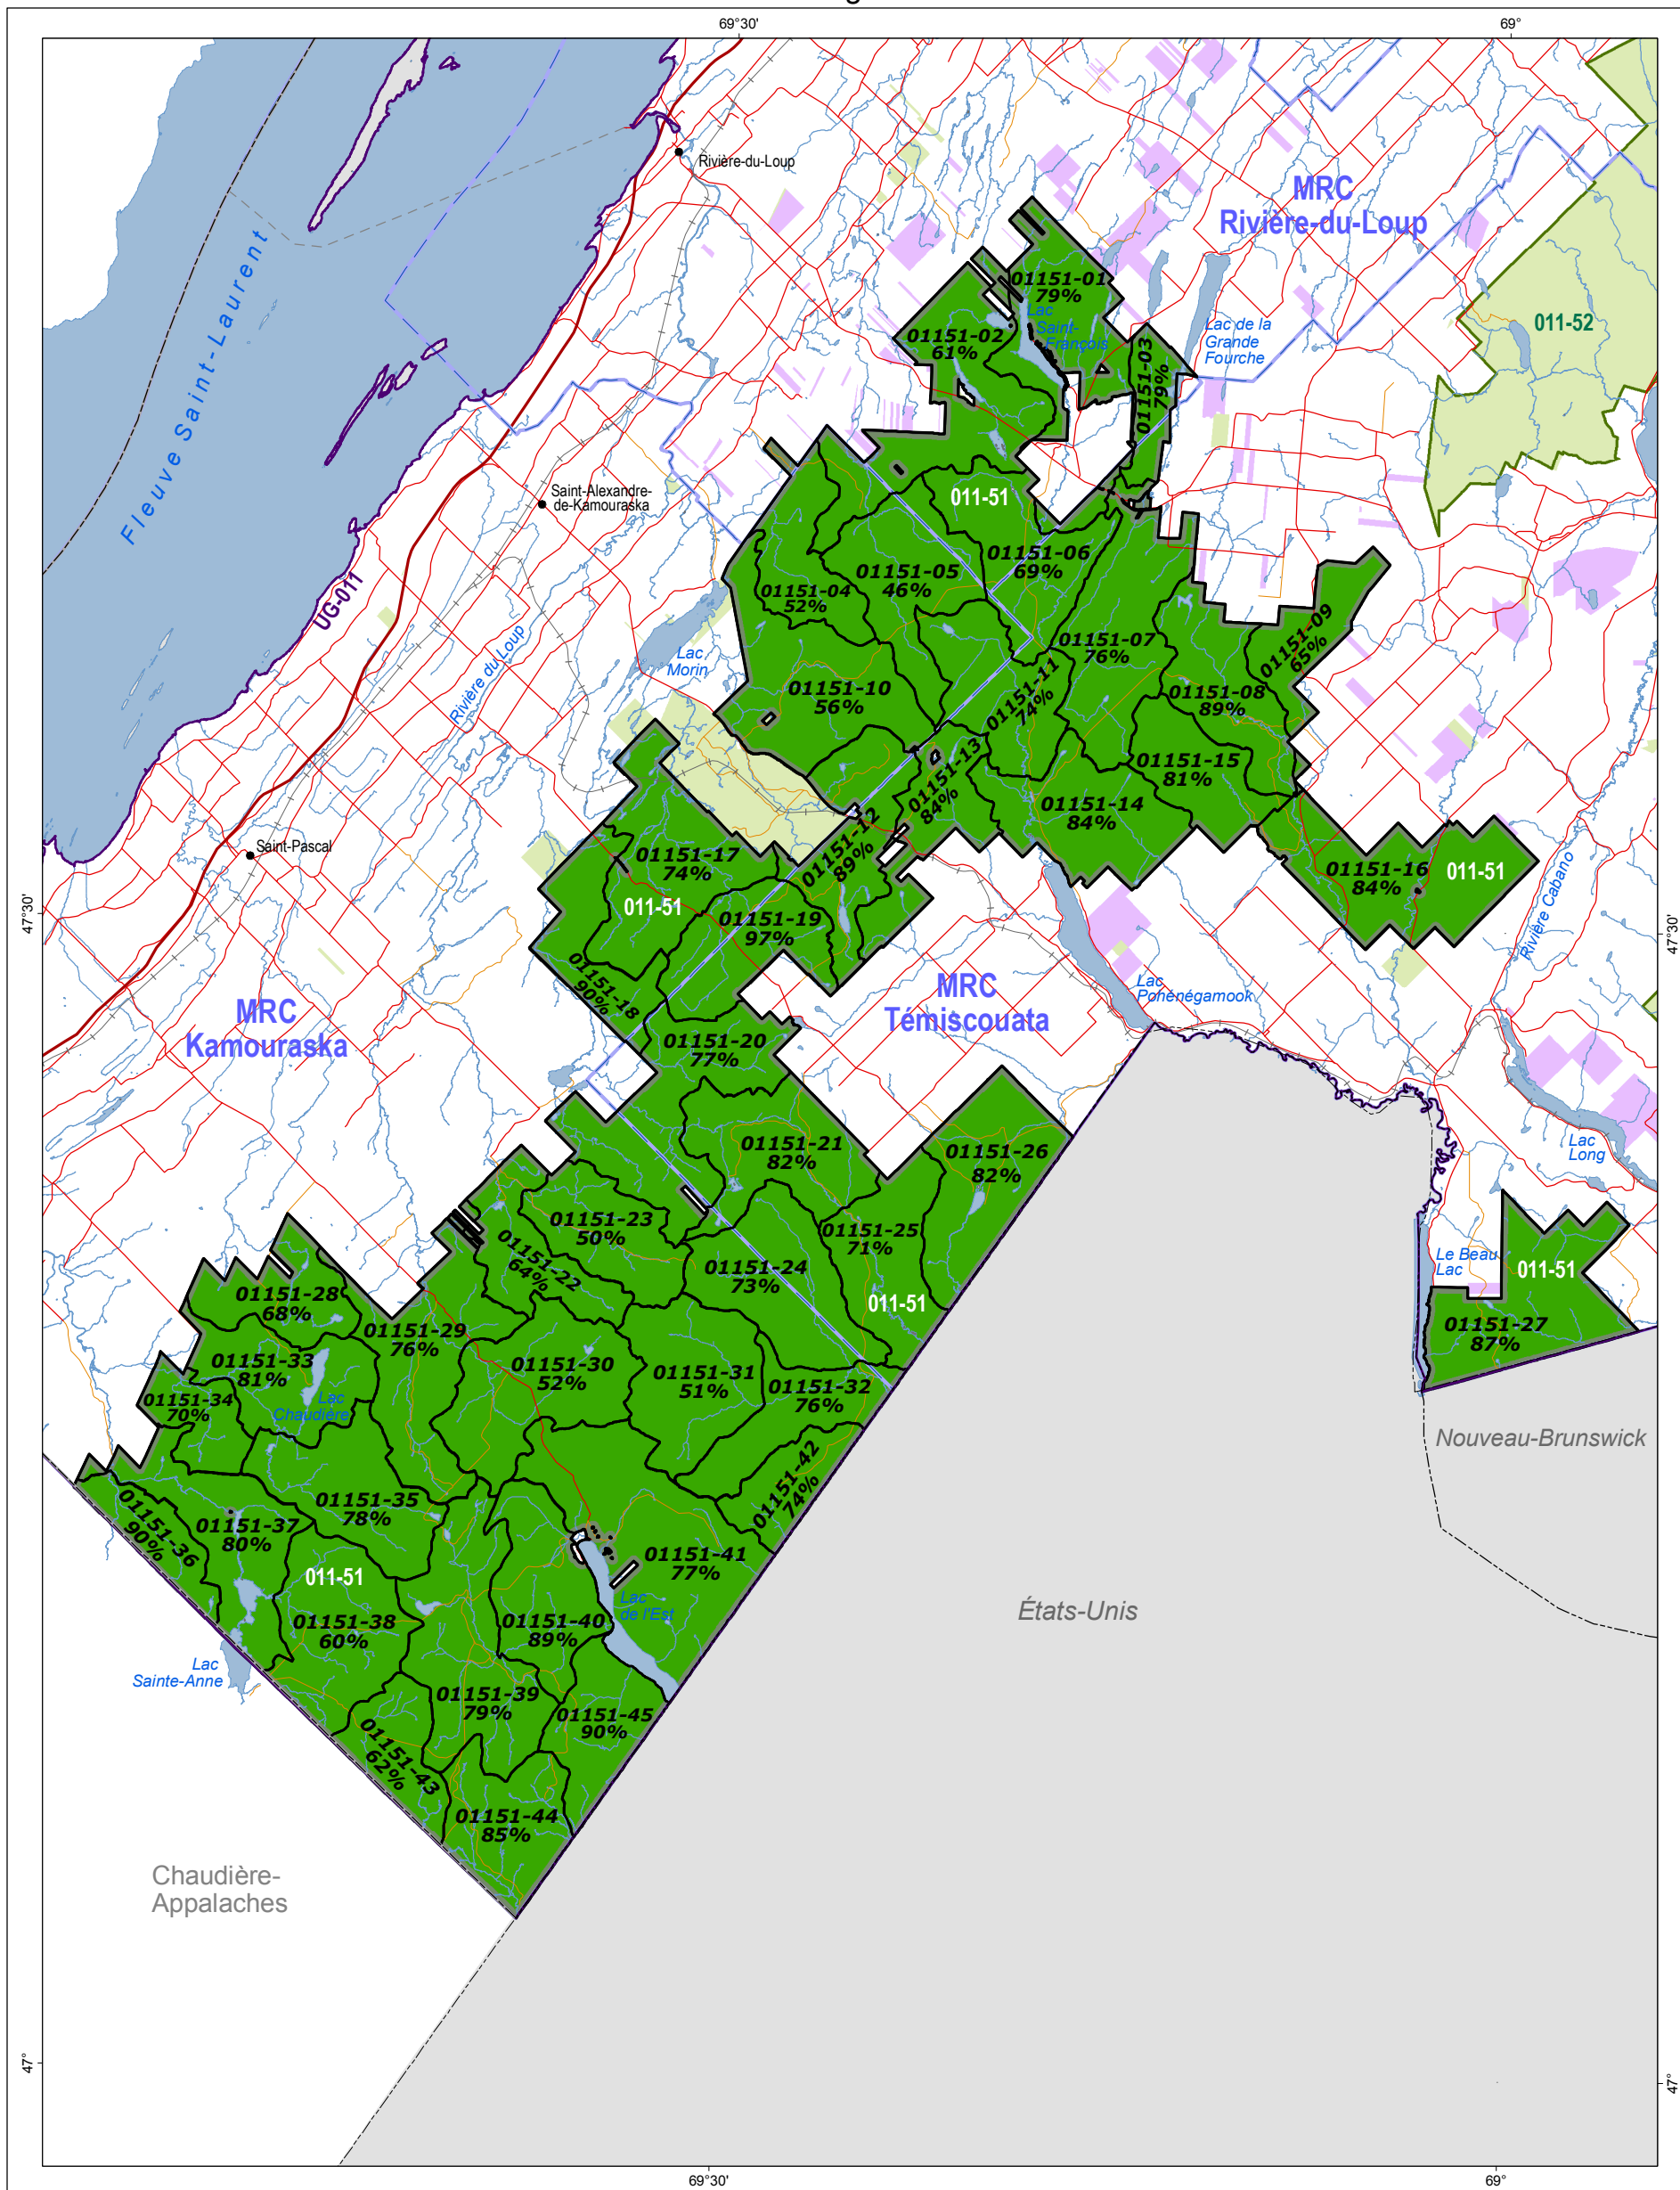 69°30'
69°
Rivière-du-Loup
MRC
Rivière-du-Loup
Fleuve Saint-Laurent
01151-01
79%
Lac
Saint-
François
01151-02
61%
01151-03
79%
Lac de la
Grande
Fourche
011-52
Saint-Alexandre-
de-Kamouraska
011-51
UG-011
01151-06
69%
01151-05
46%
01151-04
52%
Rivière du Loup
Lac
Morin
01151-07
76%
01151-09
65%
01151-10
56%
01151-11
74%
01151-08
89%
01151-13
84%
01151-15
81%
01151-14
84%
01151-12
89%
Saint-Pascal
01151-17
74%
01151-16
84%
011-51
Rivière Cabano
011-51
01151-19
97%
47°30'
47°30'
01151-18
90%
MRC
Kamouraska
MRC
Témiscouata
Lac
Pohénégamook
01151-20
77%
01151-21
82%
01151-26
82%
Lac
Long
01151-23
50%
01151-25
71%
01151-22
64%
01151-24
73%
Le Beau
Lac
011-51
01151-28
68%
011-51
01151-29
76%
01151-27
87%
01151-33
81%
01151-30
52%
01151-31
51%
01151-32
76%
01151-34
70%
Lac
Chaudière
Nouveau-Brunswick
01151-42
74%
01151-35
78%
01151-36
90%
01151-37
80%
01151-41
77%
011-51
Lac
de l'Est
01151-38
60%
01151-40
89%
États-Unis
Lac
Sainte-Anne
01151-39
79%
01151-45
90%
01151-43
62%
01151-44
85%
Chaudière-
Appalaches
47°
47°
69°30'
69°